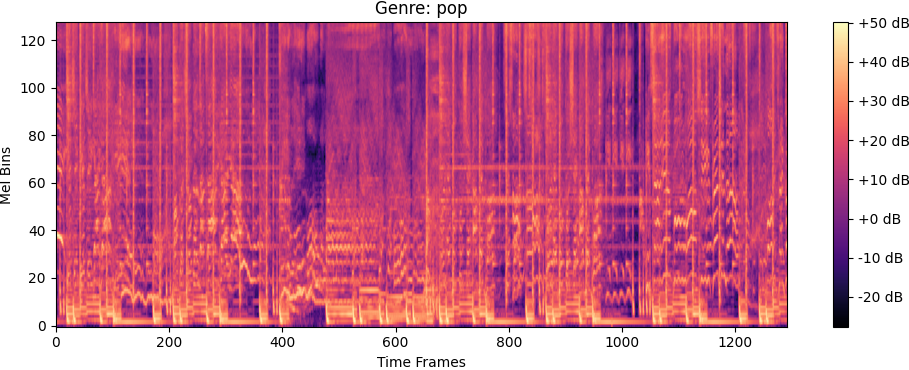 Genre: pop
120
100
80
60
40
20
0
Mel Bins
0 200 400 600 800 1000 1200
Time Frames
+50 dB
+40 dB
+30 dB
+20 dB
+10 dB
+0 dB
-10 dB
-20 dB